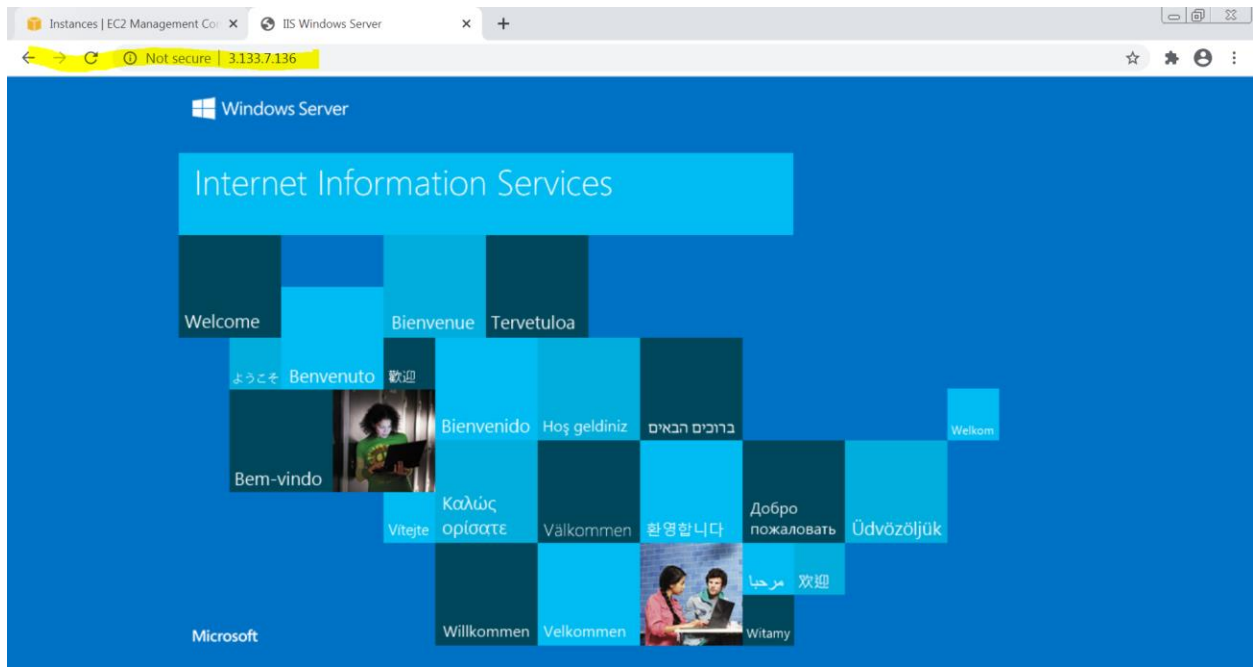 Instances | EC2 Management Con
IIS Windows Server
Not secure | 3.133.7.136
Windows Server
Internet Information Services
Welcome
Bienvenue
Tervetuloa
ようこそ
Benvenuto
歡迎
Bienvenido
Hoş geldiniz
ברוכים הבאים
Welkom
Bem-vindo
Vítejte
Καλώς
ορίσατε
Välkommen
환영합니다
Добро
пожаловать
Üdvözöljük
مرحبا
欢迎
Microsoft
Willkommen
Velkommen
Witamy